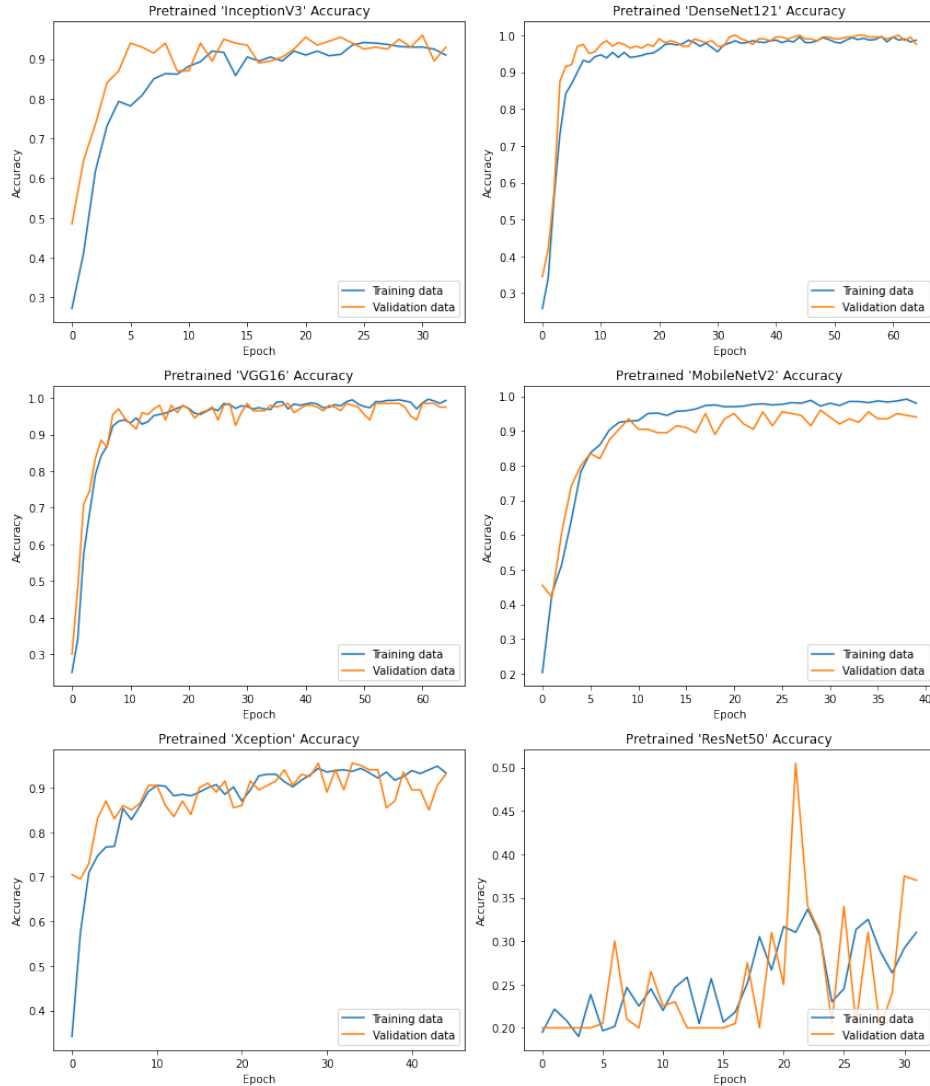 Pretrained 'InceptionV3' Accuracy
Accuracy
0.9
0.8
0.7
0.6
0.5
0.4
0.3
0
5
10
15
20
25
30
Epoch
Training data
Validation data
Pretrained 'DenseNet121' Accuracy
Accuracy
1.0
0.9
0.8
0.7
0.6
0.5
0.4
0.3
0
10
20
30
40
50
60
Epoch
Training data
Validation data
Pretrained 'VGG16' Accuracy
Accuracy
1.0
0.9
0.8
0.7
0.6
0.5
0.4
0.3
0
10
20
30
40
50
60
Epoch
Training data
Validation data
Pretrained 'MobileNetV2' Accuracy
Accuracy
1.0
0.9
0.8
0.7
0.6
0.5
0.4
0.3
0.2
0
5
10
15
20
25
30
35
40
Epoch
Training data
Validation data
Pretrained 'Xception' Accuracy
Accuracy
0.9
0.8
0.7
0.6
0.5
0.4
0
10
20
30
40
Epoch
Training data
Validation data
Pretrained 'ResNet50' Accuracy
Accuracy
0.50
0.45
0.40
0.35
0.30
0.25
0.20
0
5
10
15
20
25
30
Epoch
Training data
Validation data